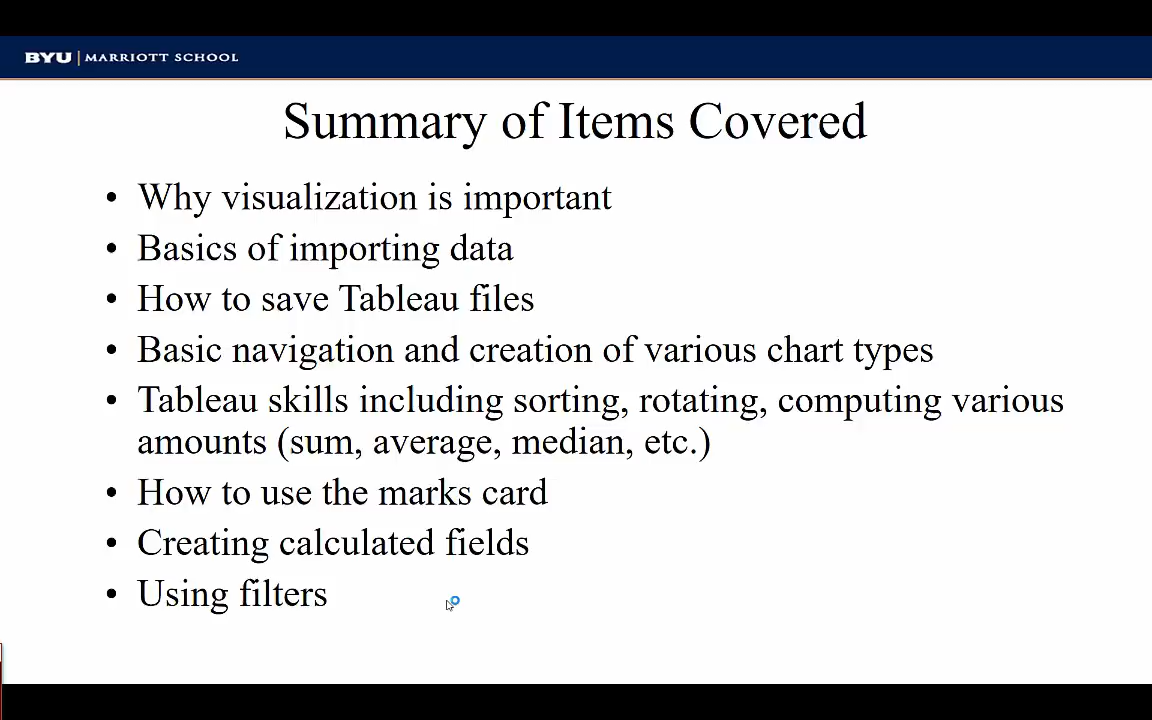 BYU | MARRIOTT SCHOOL
Summary of Items Covered
• Why visualization is important
• Basics of importing data
• How to save Tableau files
• Basic navigation and creation of various chart types
• Tableau skills including sorting, rotating, computing various
amounts (sum, average, median, etc.)
• How to use the marks card
• Creating calculated fields
• Using filters